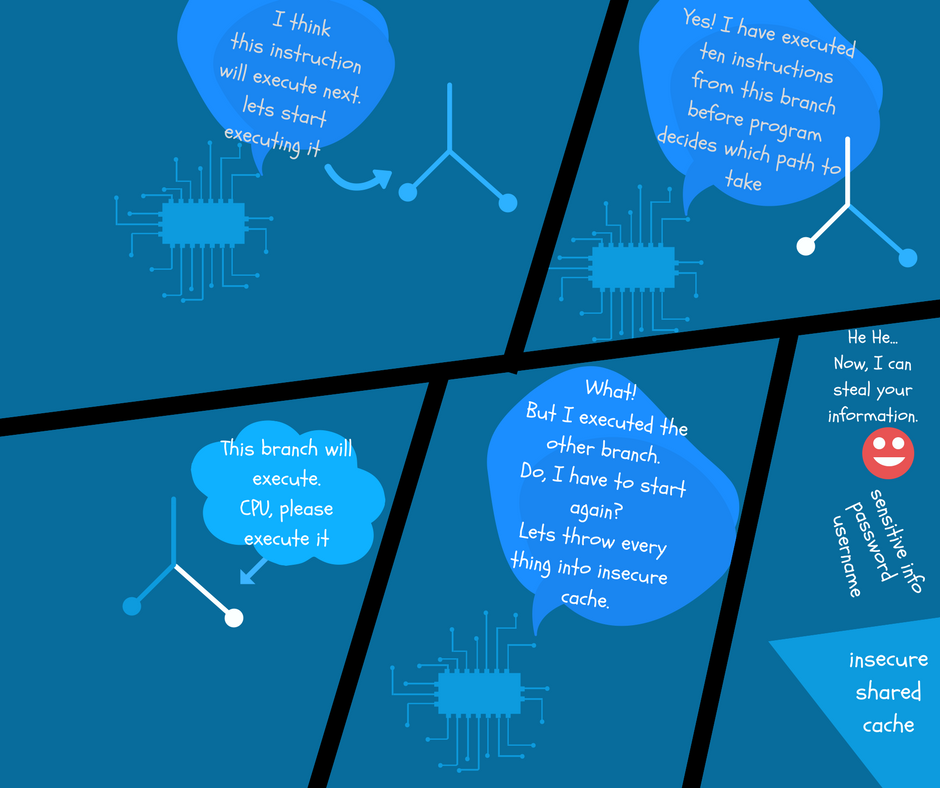 I think
this instruction
will execute next.
lets start
executing it
Yes! I have executed
ten instructions
from this branch
before program
decides which path to
take
This branch will
execute.
CPU, please
execute it
What!
But I executed the
other branch.
Do, I have to start
again?
Lets throw every
thing into insecure
cache.
He He...
Now, I can
steal your
information.
sensitive info
password
username
insecure
shared
cache